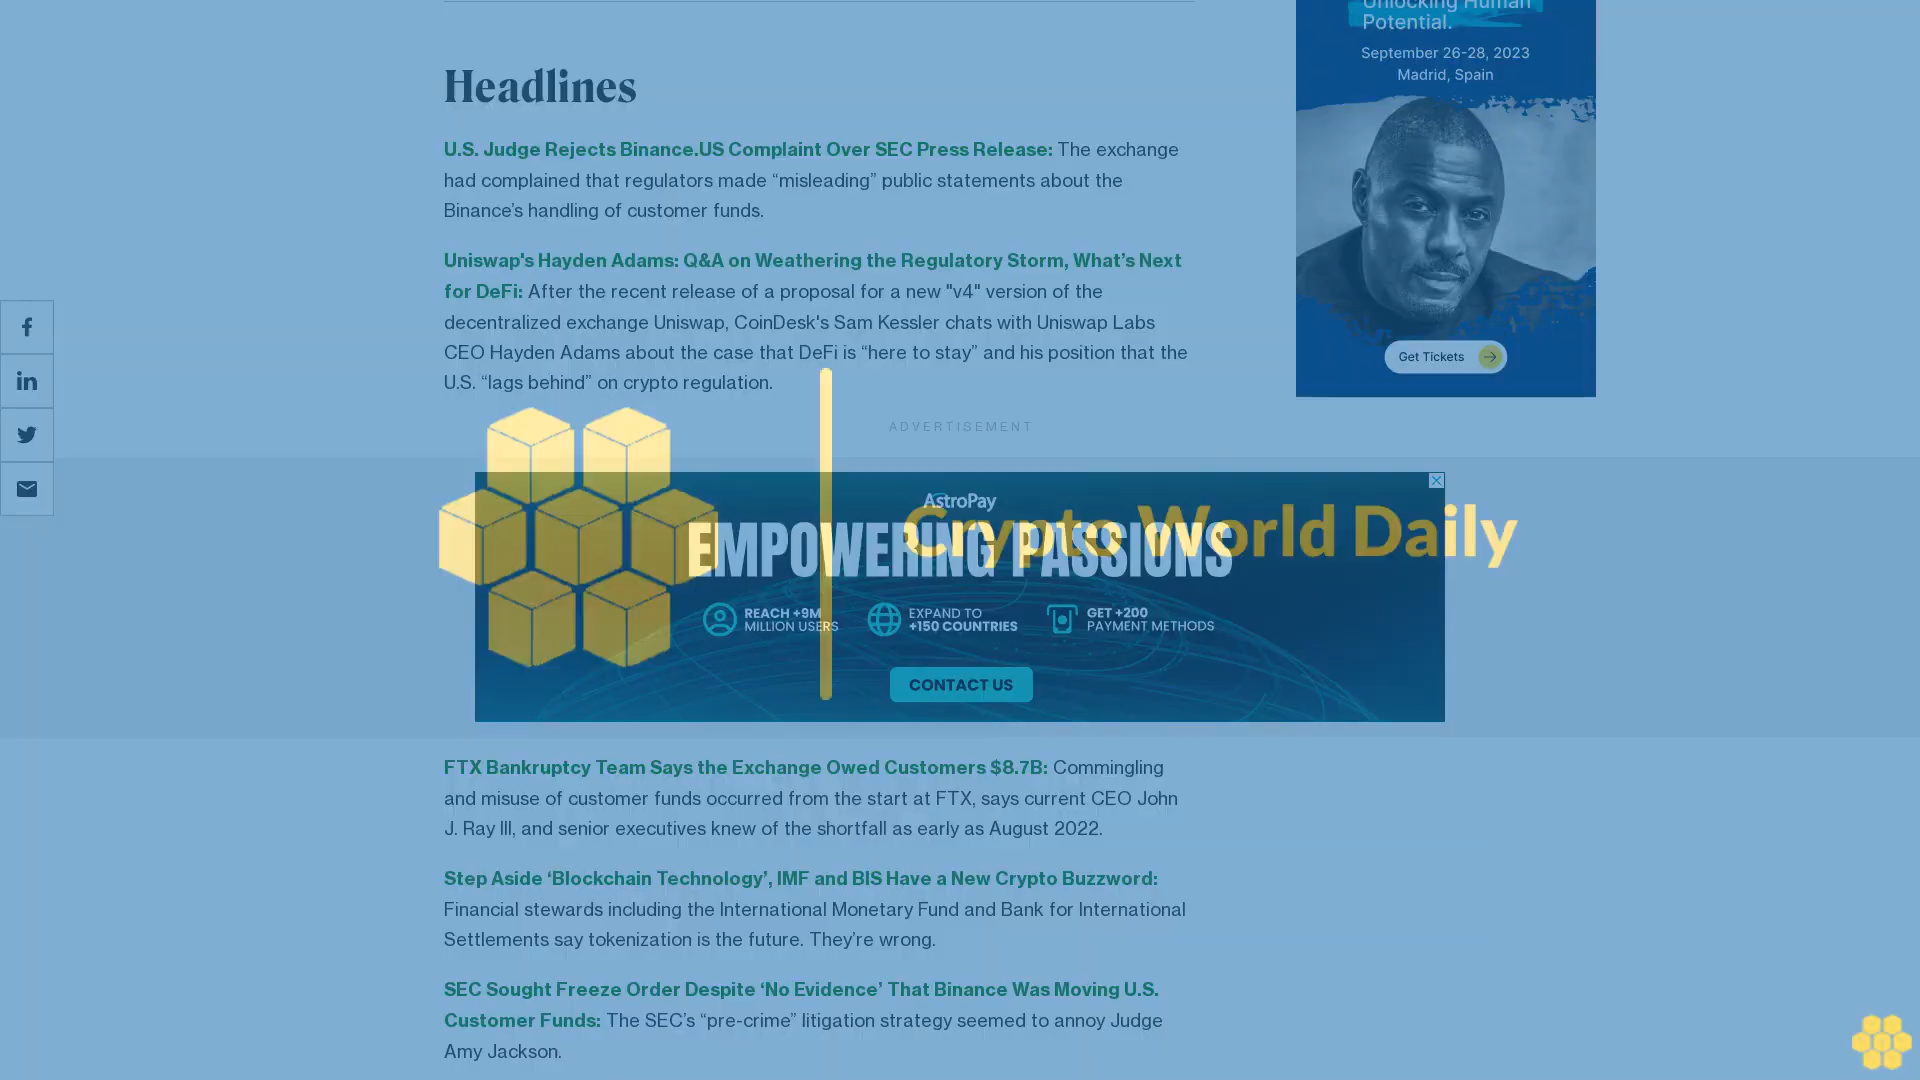 Unlocking Human
Potential.
September 26-28, 2023
Madrid, Spain
Get Tickets
Headlines
U.S. Judge Rejects Binance.US Complaint Over SEC Press Release: The exchange
had complained that regulators made “misleading” public statements about the
Binance’s handling of customer funds.
Uniswap's Hayden Adams: Q&A on Weathering the Regulatory Storm, What’s Next
for DeFi: After the recent release of a proposal for a new "v4" version of the
decentralized exchange Uniswap, CoinDesk's Sam Kessler chats with Uniswap Labs
CEO Hayden Adams about the case that DeFi is “here to stay” and his position that the
U.S. “lags behind” on crypto regulation.
ADVERTISEMENT
AstroPay
EMPOWERING PASSIONS
Crypto World Daily
REACH +9M
MILLION USERS
EXPAND TO
+150 COUNTRIES
GET +200
PAYMENT METHODS
CONTACT US
FTX Bankruptcy Team Says the Exchange Owed Customers $8.7B: Commingling
and misuse of customer funds occurred from the start at FTX, says current CEO John
J. Ray III, and senior executives knew of the shortfall as early as August 2022.
Step Aside ‘Blockchain Technology’, IMF and BIS Have a New Crypto Buzzword:
Financial stewards including the International Monetary Fund and Bank for International
Settlements say tokenization is the future. They’re wrong.
SEC Sought Freeze Order Despite ‘No Evidence’ That Binance Was Moving U.S.
Customer Funds: The SEC’s “pre-crime” litigation strategy seemed to annoy Judge
Amy Jackson.